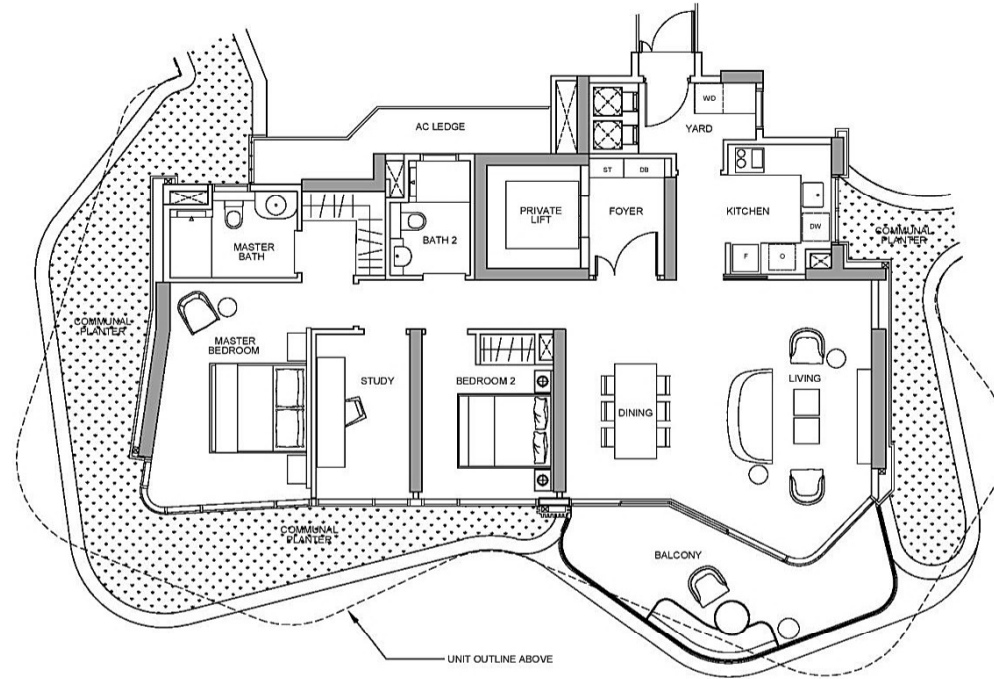 WD
AC LEDGE
YARD
ST
DB
PRIVATE
LIFT
FOYER
KITCHEN
DW
COMMUNAL
PLANTER
MASTER
BATH
BATH 2
F
O
COMMUNAL
PLANTER
MASTER
BEDROOM
STUDY
BEDROOM 2
LIVING
DINING
COMMUNAL
PLANTER
BALCONY
UNIT OUTLINE ABOVE